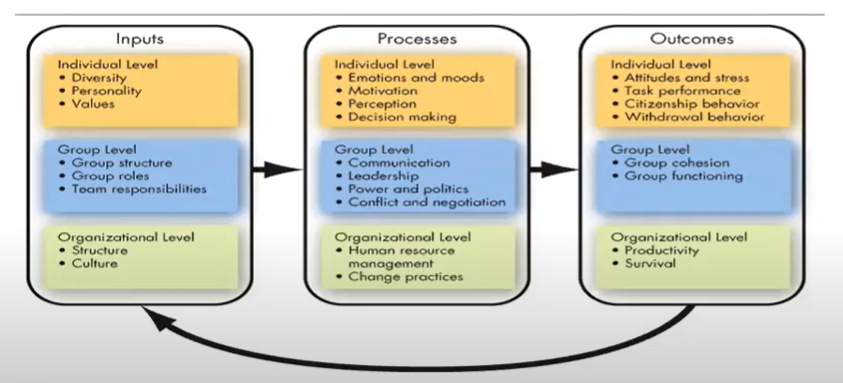 Inputs
Individual Level
• Diversity
• Personality
• Values
Group Level
• Group structure
• Group roles
• Team responsibilities
Organizational Level
• Structure
• Culture
Processes
Individual Level
• Emotions and moods
• Motivation
• Perception
• Decision making
Group Level
• Communication
• Leadership
• Power and politics
• Conflict and negotiation
Organizational Level
• Human resource
management
• Change practices
Outcomes
Individual Level
• Attitudes and stress
• Task performance
• Citizenship behavior
• Withdrawal behavior
Group Level
• Group cohesion
• Group functioning
Organizational Level
• Productivity
• Survival